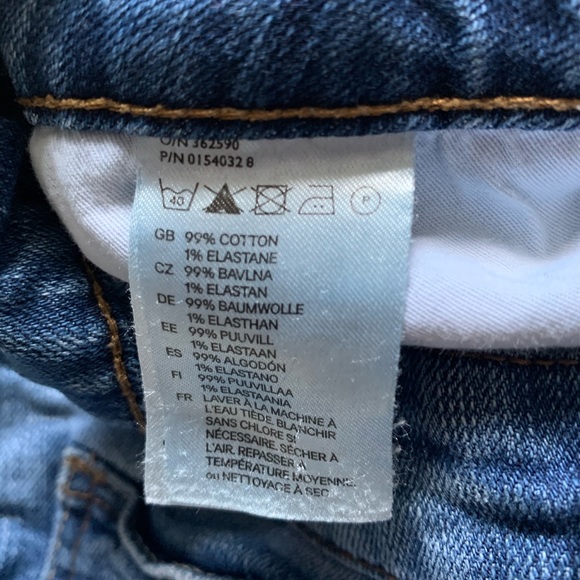 O/N 362590
P/N 0154032 8
40 P
GB 99% COTTON
1% ELASTANE
CZ 99% BAVLNA
1% ELASTAN
DE 99% BAUMWOLLE
1% ELASTHAN
EE 99% PUUVILL
1% ELASTAAN
ES 99% ALGODÓN
1% ELASTANO
FI 99% PUUVILLAA
1% ELASTAANIA
FR LAVER À LA MACHINE À
L'EAU TIÈDE. BLANCHIR
SANS CHLORE SI
NÉCESSAIRE. SÉCHER À
L'AIR. REPASSER À
TEMPÉRATURE MOYENNE.
OU NETTOYAGE À SEC